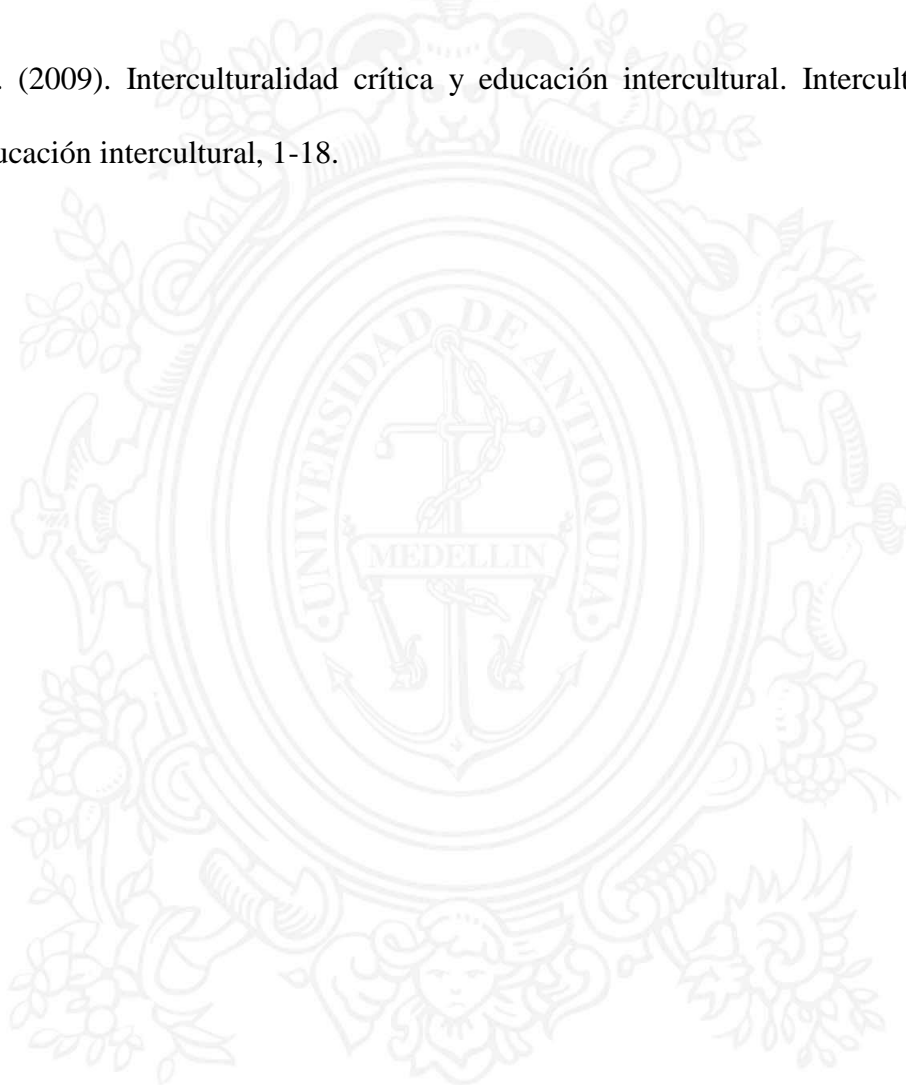 . (2009). Interculturalidad crítica y educación intercultural. Intercult
ucación intercultural, 1-18.
UNIVERSIDAD DE ANTIOQUIA
MEDELLIN